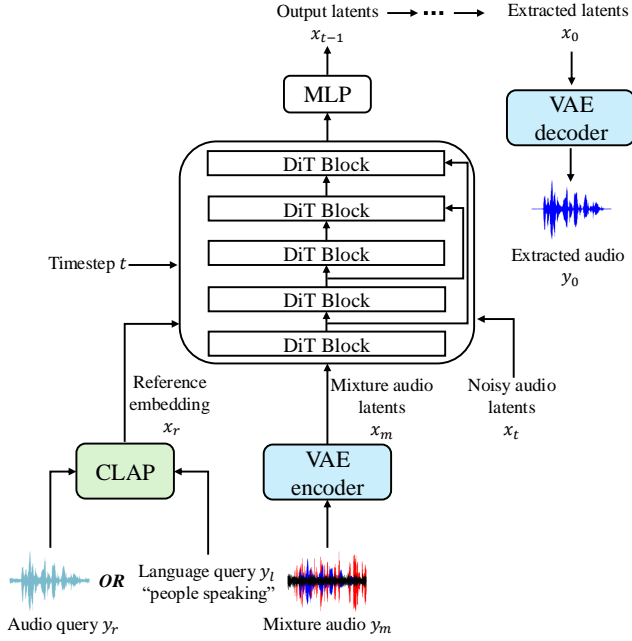 Output latents
x_{t-1}
Extracted latents
x_0
MLP
VAE
decoder
DiT Block
DiT Block
DiT Block
DiT Block
DiT Block
Extracted audio
y_0
Timestep t
Reference
embedding
x_r
Mixture audio
latents
x_m
Noisy audio
latents
x_t
CLAP
VAE
encoder
OR
Language query y_l
“people speaking”
Audio query y_r
Mixture audio y_m